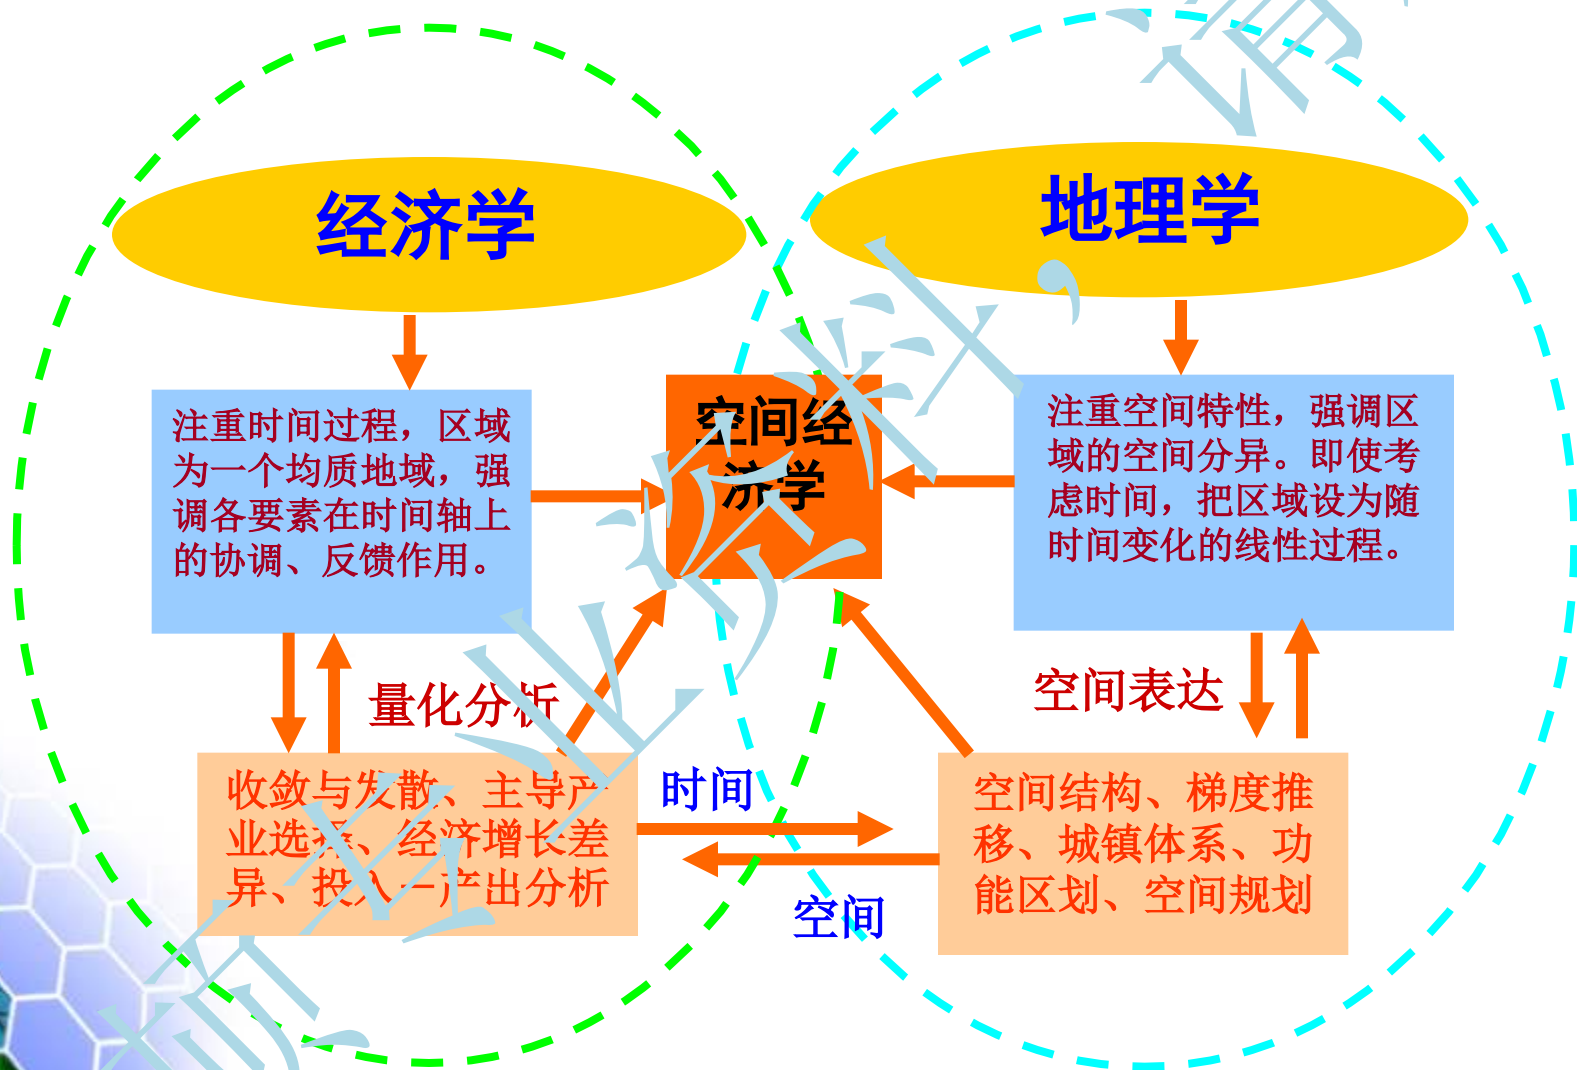 经济学
地理学
注重时间过程，区域
为一个均质地域，强
调各要素在时间轴上
的协调、反馈作用。
空间经
济学
注重空间特性，强调区
域的空间分异。即使考
虑时间，把区域设为随
时间变化的线性过程。
量化分析
空间表达
收敛与发散、主导产
业选择、经济增长差
异、投入－产出分析
时间
空间
空间结构、梯度推
移、城镇体系、功
能区划、空间规划